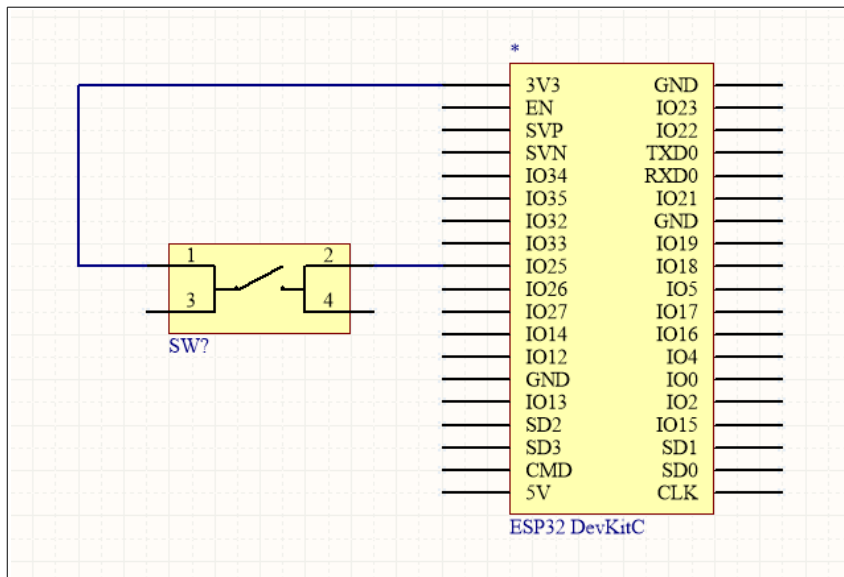 *
3V3 GND
EN IO23
SVP IO22
SVN TXD0
IO34 RXD0
IO35 IO21
IO32 GND
IO33 IO19
1 2 IO25 IO18
IO26 IO5
3 4 IO27 IO17
IO14 IO16
SW? IO12 IO4
GND IO0
IO13 IO2
SD2 IO15
SD3 SD1
CMD SD0
5V CLK
ESP32 DevKitC